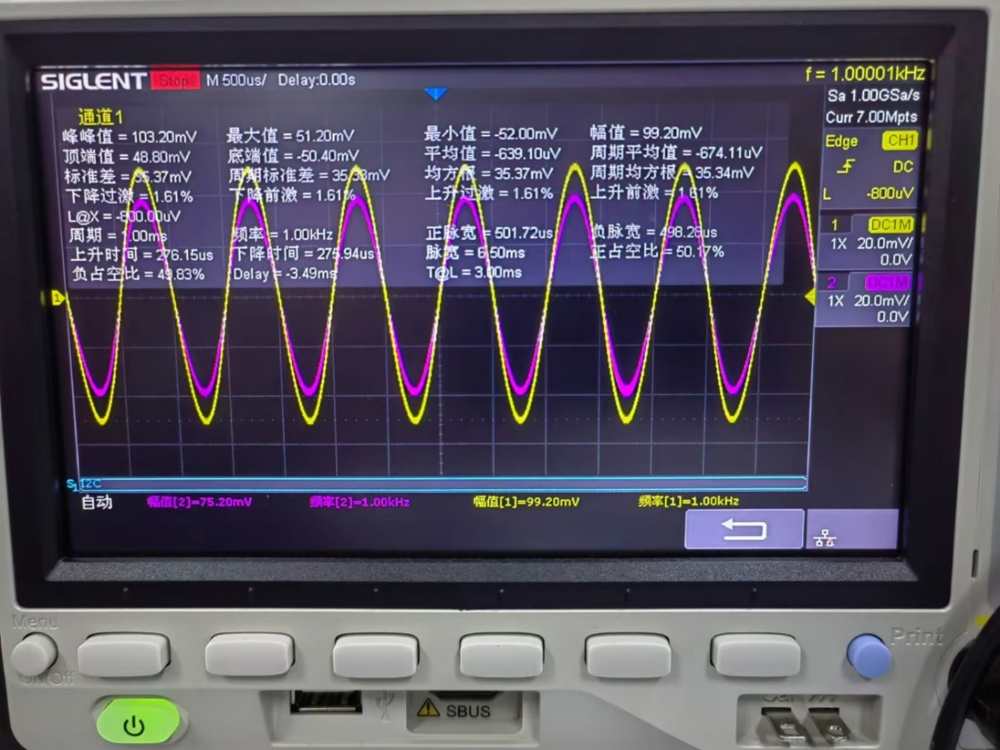 SIGLENT Stop M 500us/ Delay:0.00s f = 1.00001kHz
Sa 1.00GSa/s
Curr 7.00Mpts
Edge CH1
DC
L -800uV
1 DC1M
1X 20.0mV/
0.0V
2 DC1M
1X 20.0mV/
0.0V
通道1
峰峰值 = 103.20mV 最大值 = 51.20mV 最小值 = -52.00mV 幅值 = 99.20mV
顶端值 = 48.80mV 底端值 = -50.40mV 平均值 = -639.10uV 周期平均值 = -674.11uV
标准差 = 35.37mV 周期标准差 = 35.33mV 均方根 = 35.37mV 周期均方根 = 35.34mV
下降过激 = 1.61% 下降前激 = 1.61% 上升过激 = 1.61% 上升前激 = 1.61%
L@X = -800.00uV
周期 = 1.00ms 频率 = 1.00kHz 正脉宽 = 501.72us 负脉宽 = 498.28us
上升时间 = 276.15us 下降时间 = 275.94us 脉宽 = 6.50ms 正占空比 = 50.17%
负占空比 = 49.83% Delay = -3.49ms T@L = 3.00ms
1
S1 I2C
自动 幅值[2]=75.20mV 频率[2]=1.00kHz 幅值[1]=99.20mV 频率[1]=1.00kHz
Menu
On/Off
Print
SBUS
Cal